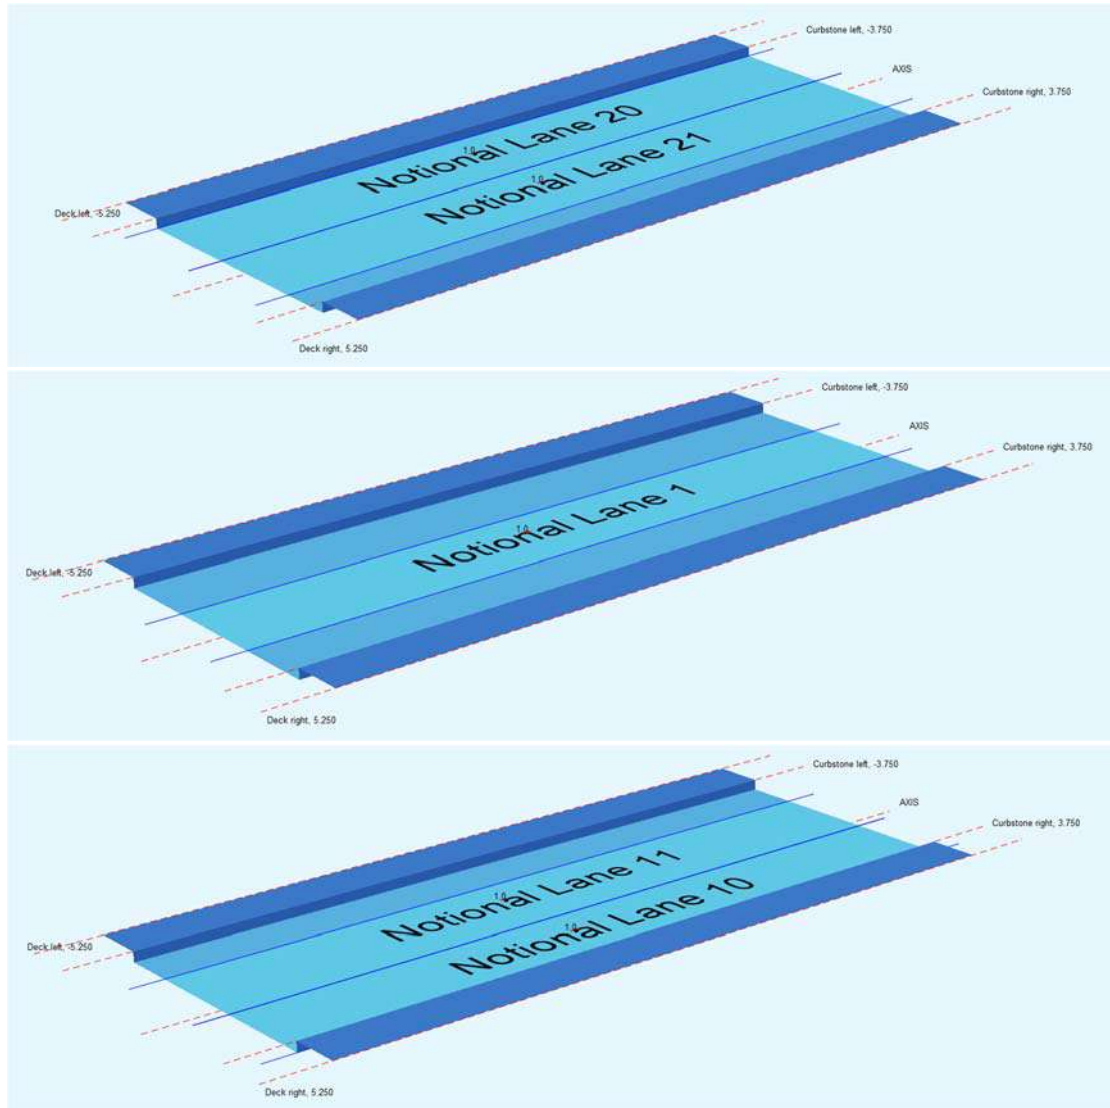 Curbstone left, -3.750
AXIS
Curbstone right, 3.750
Notional Lane 20
1.0
Notional Lane 21
1.0
Deck left, -5.250
Deck right, 5.250
Curbstone left, -3.750
AXIS
Curbstone right, 3.750
Notional Lane 1
1.0
Deck left, -5.250
Deck right, 5.250
Curbstone left, -3.750
AXIS
Curbstone right, 3.750
Notional Lane 11
1.0
Notional Lane 10
1.0
Deck left, -5.250
Deck right, 5.250